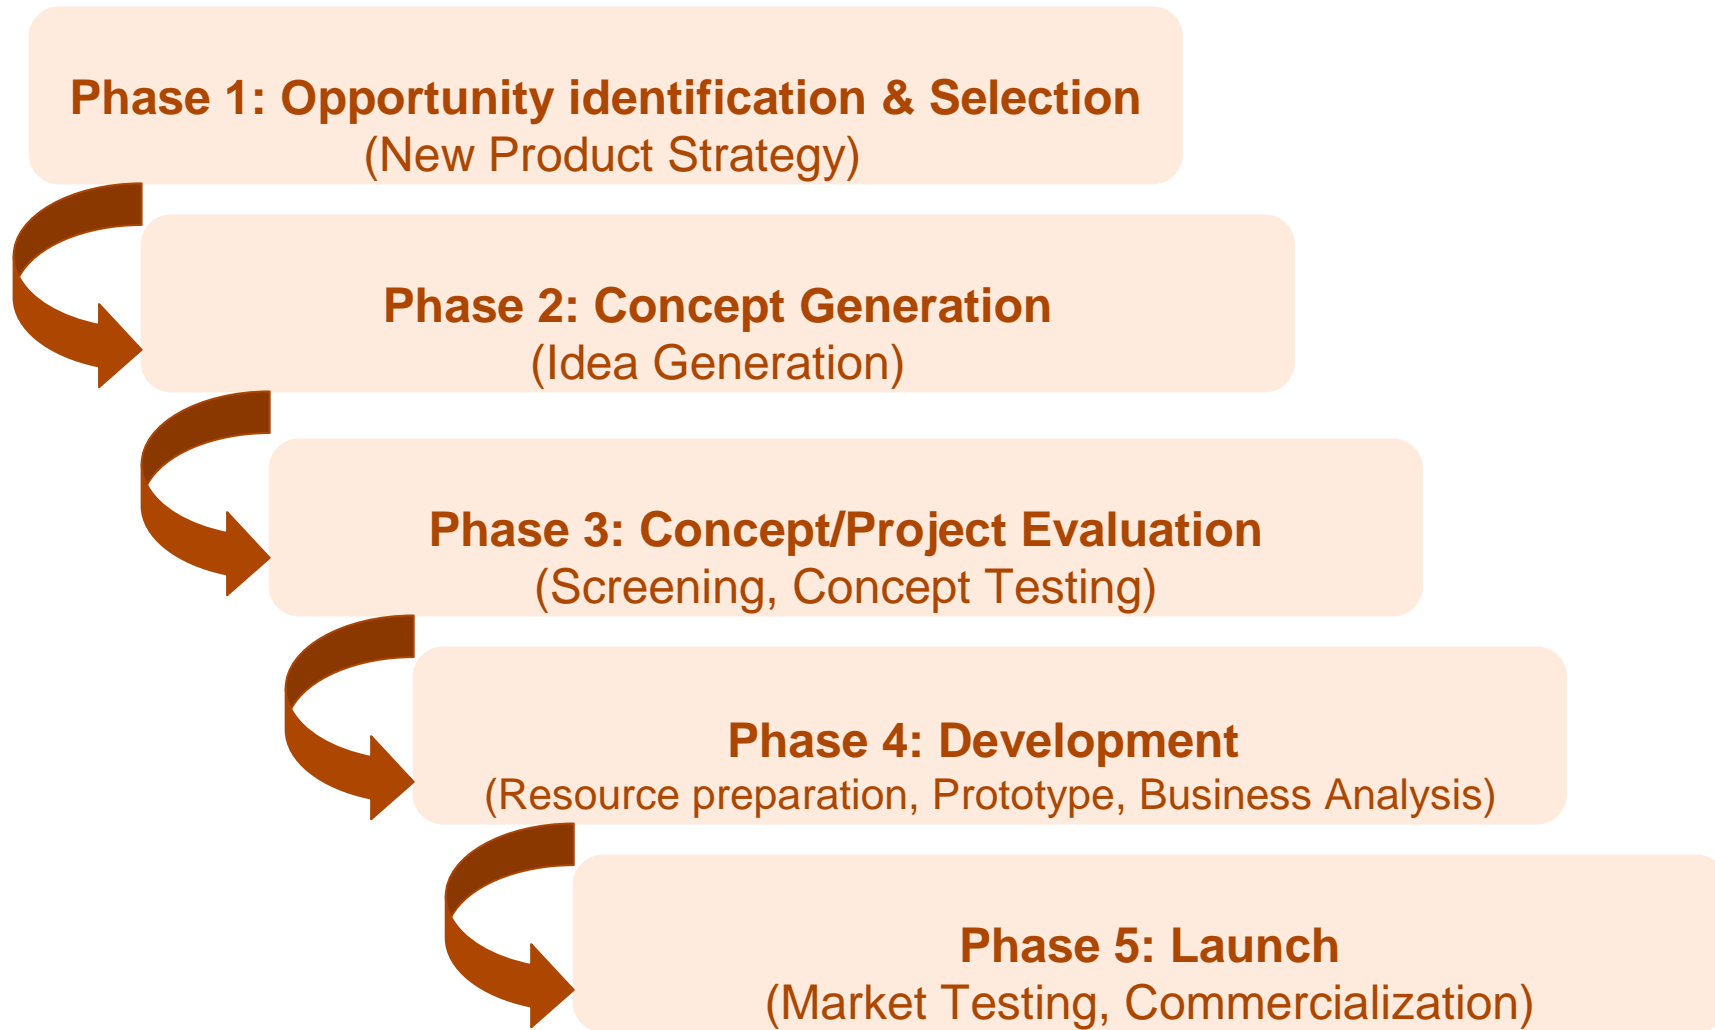 Phase 1: Opportunity identification & Selection
(New Product Strategy)
Phase 2: Concept Generation
(Idea Generation)
Phase 3: Concept/Project Evaluation
(Screening, Concept Testing)
Phase 4: Development
(Resource preparation, Prototype, Business Analysis)
Phase 5: Launch
(Market Testing, Commercialization)